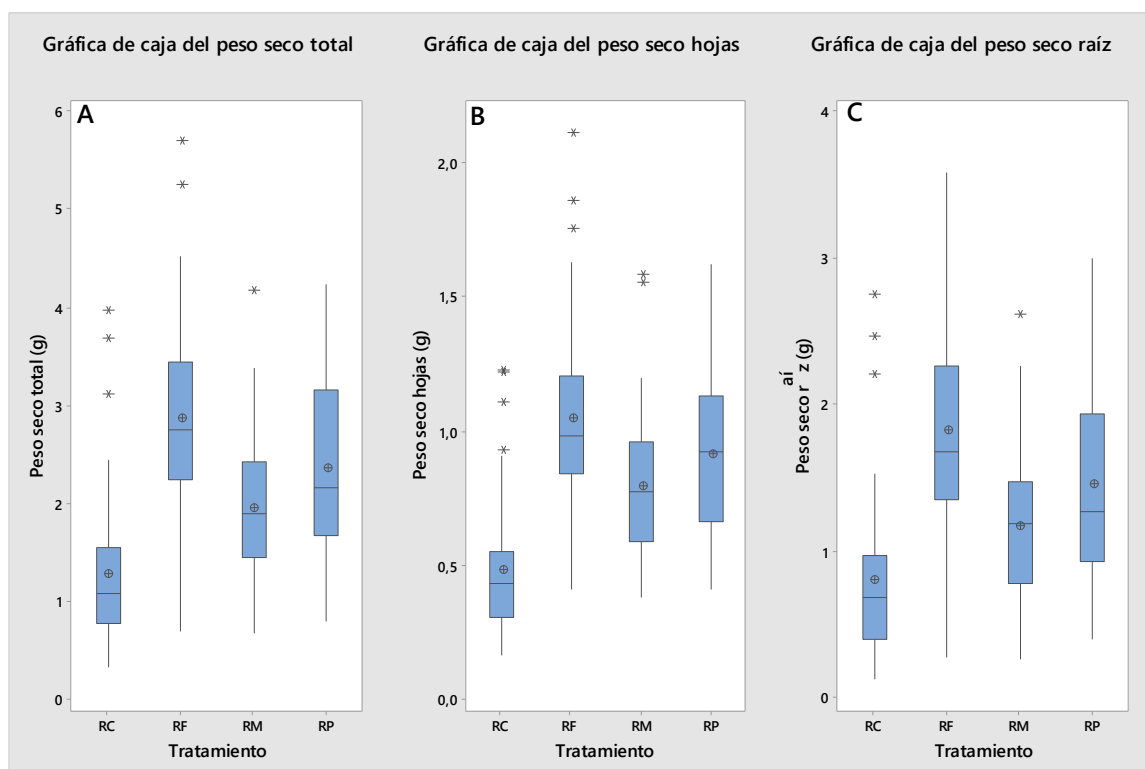 Gráfica de caja del peso seco total
A
Peso seco total (g)
6
5
4
3
2
1
0
RC RF RM RP
Tratamiento
Gráfica de caja del peso seco hojas
B
Peso seco hojas (g)
2,0
1,5
1,0
0,5
0,0
RC RF RM RP
Tratamiento
Gráfica de caja del peso seco raíz
C
Peso seco raíz (g)
4
3
2
1
0
RC RF RM RP
Tratamiento